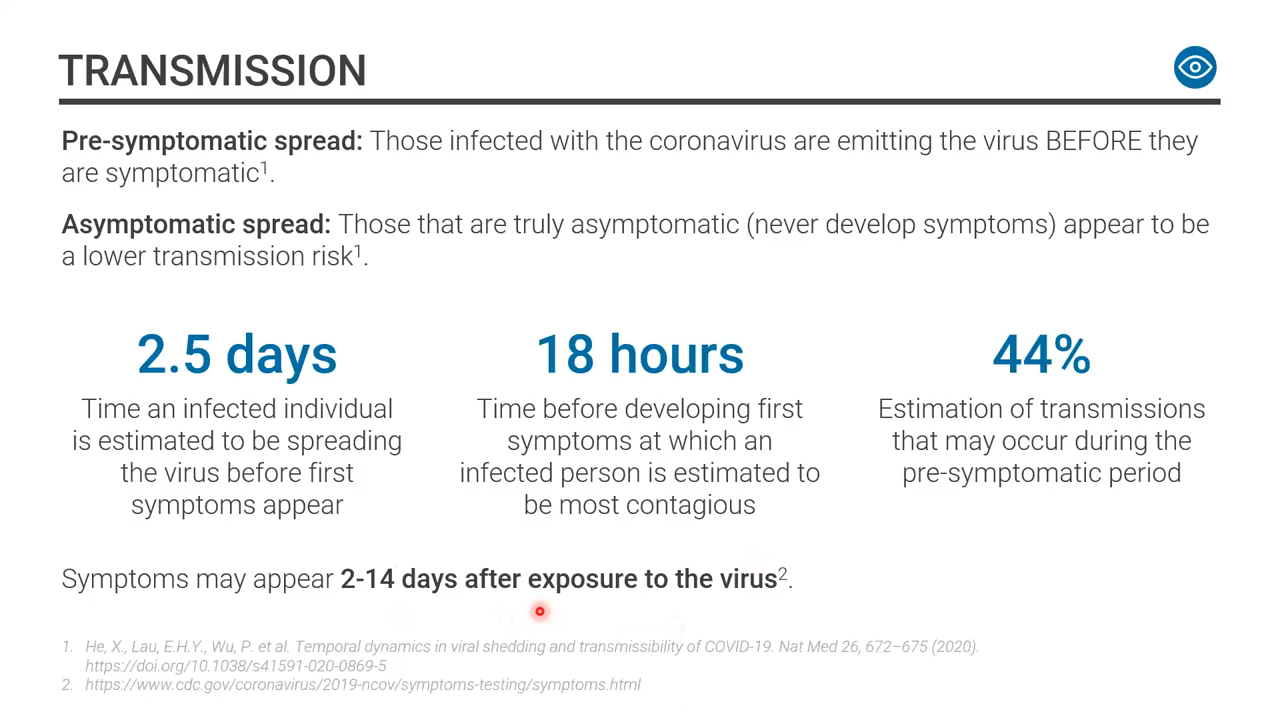 TRANSMISSION
Pre-symptomatic spread: Those infected with the coronavirus are emitting the virus BEFORE they
are symptomatic¹.
Asymptomatic spread: Those that are truly asymptomatic (never develop symptoms) appear to be
a lower transmission risk¹.
2.5 days
Time an infected individual
is estimated to be spreading
the virus before first
symptoms appear
18 hours
Time before developing first
symptoms at which an
infected person is estimated to
be most contagious
44%
Estimation of transmissions
that may occur during the
pre-symptomatic period
Symptoms may appear 2-14 days after exposure to the virus².
1. He, X., Lau, E.H.Y., Wu, P. et al. Temporal dynamics in viral shedding and transmissibility of COVID-19. Nat Med 26, 672–675 (2020).
https://doi.org/10.1038/s41591-020-0869-5
2. https://www.cdc.gov/coronavirus/2019-ncov/symptoms-testing/symptoms.html